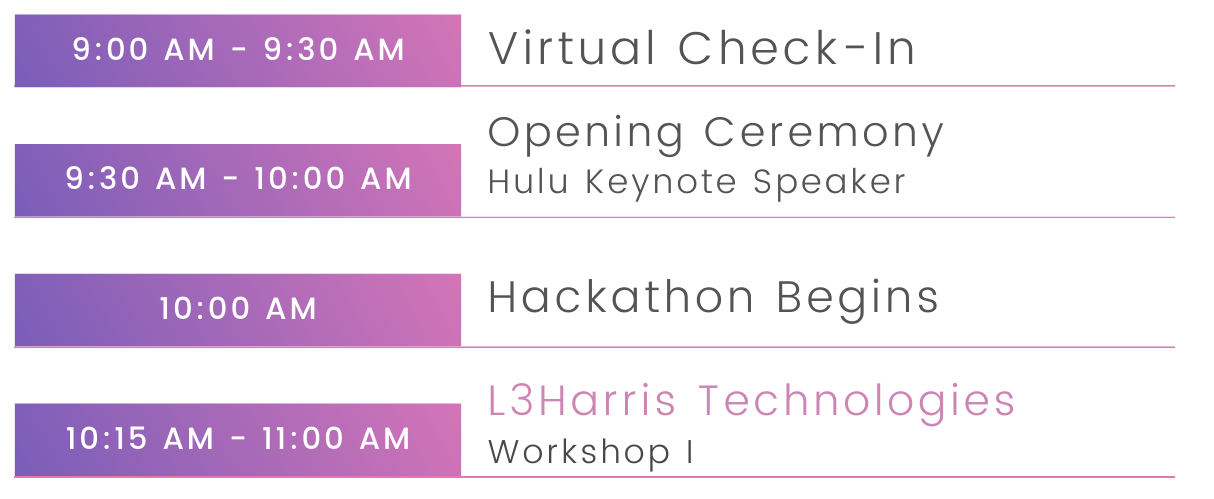 9:00 AM - 9:30 AM Virtual Check-In
Opening Ceremony
9:30 AM - 10:00 AM Hulu Keynote Speaker
10:00 AM Hackathon Begins
L3Harris Technologies
10:15 AM - 11:00 AM Workshop I